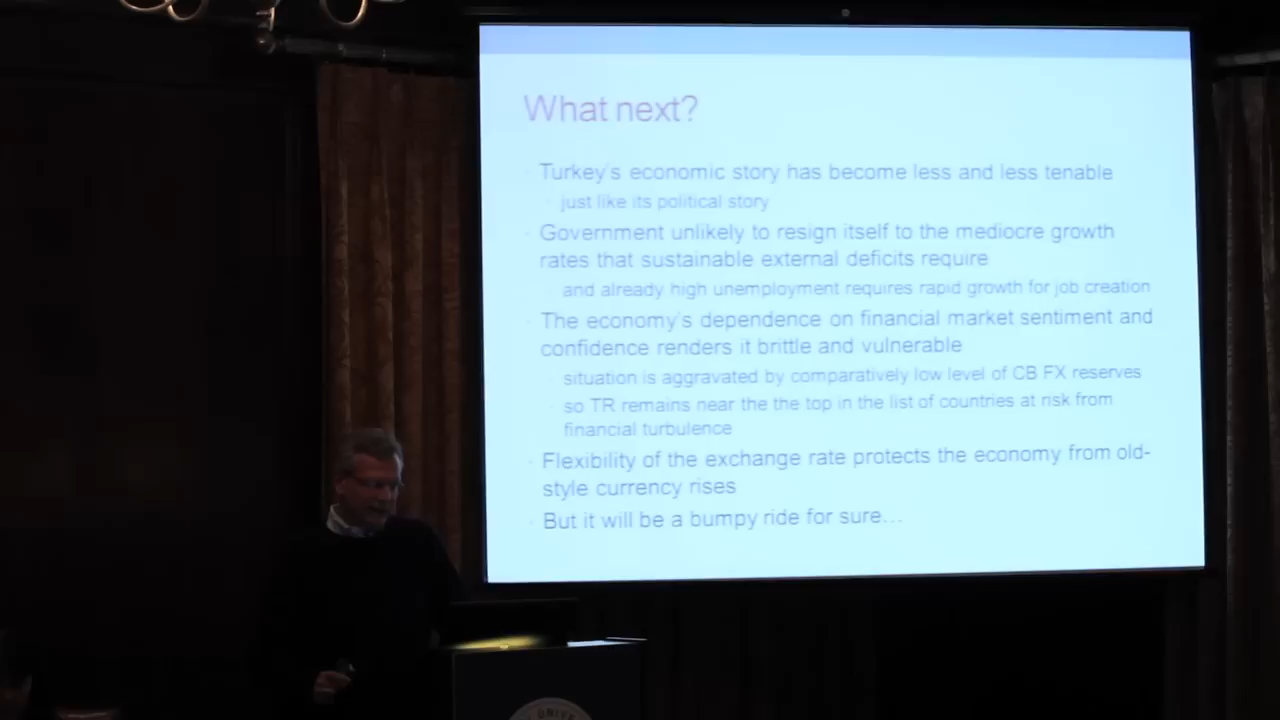 What next?
Turkey's economic story has become less and less tenable
just like its political story
Government unlikely to resign itself to the mediocre growth
rates that sustainable external deficits require
and already high unemployment requires rapid growth for job creation
The economy's dependence on financial market sentiment and
confidence renders it brittle and vulnerable
situation is aggravated by comparatively low level of CB FX reserves
so TR remains near the the top in the list of countries at risk from
financial turbulence
Flexibility of the exchange rate protects the economy from old-
style currency rises
But it will be a bumpy ride for sure...